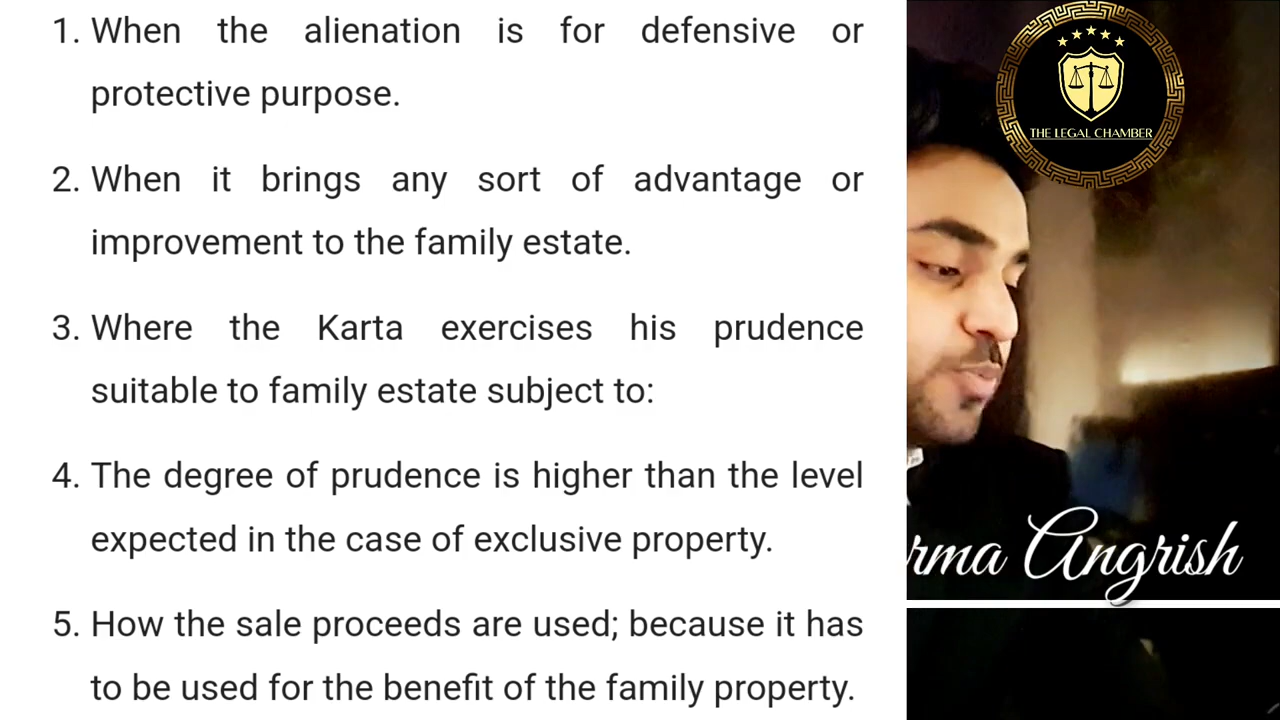 1. When the alienation is for defensive or
protective purpose.
2. When it brings any sort of advantage or
improvement to the family estate.
3. Where the Karta exercises his prudence
suitable to family estate subject to:
4. The degree of prudence is higher than the level
expected in the case of exclusive property.
5. How the sale proceeds are used; because it has
to be used for the benefit of the family property.
THE LEGAL CHAMBER
rma Angrish